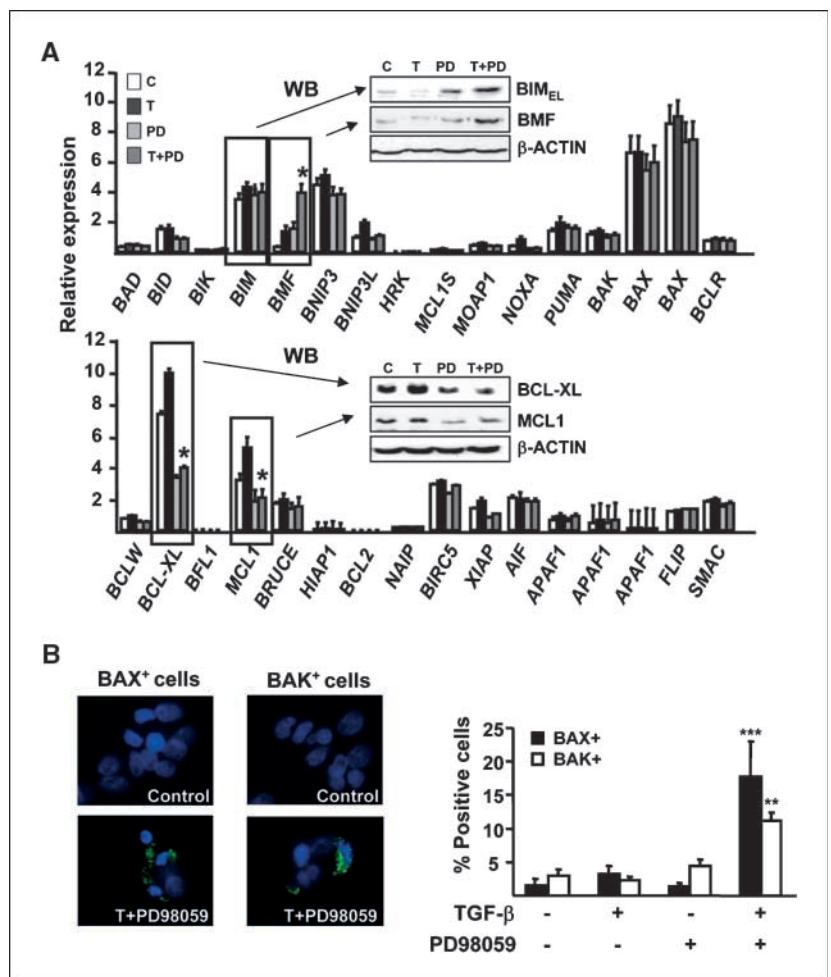 A
12
10
8
6
4
2
Relative expression
C
T
PD
T+PD
WB
C T PD T+PD
BIM_EL
BMF
β-ACTIN
*
BAD BID BIK BIM BMF BNIP3 BNIP3L HRK MCL1S MOAP1 NOXA PUMA BAK BAX BAX BCLR
12
10
8
6
4
2
WB
C T PD T+PD
BCL-XL
MCL1
β-ACTIN
* *
BCLW BCL-XL BFL1 MCL1 BRUCE HIAP1 BCL2 NAIP BIRC5 XIAP AIF APAF1 APAF1 APAF1 FLIP SMAC
B
BAX⁺ cells BAK⁺ cells
Control Control
T+PD98059 T+PD98059
% Positive cells
25
20
15
10
5
BAX+
BAK+
***
**
TGF-β - + - +
PD98059 - - + +